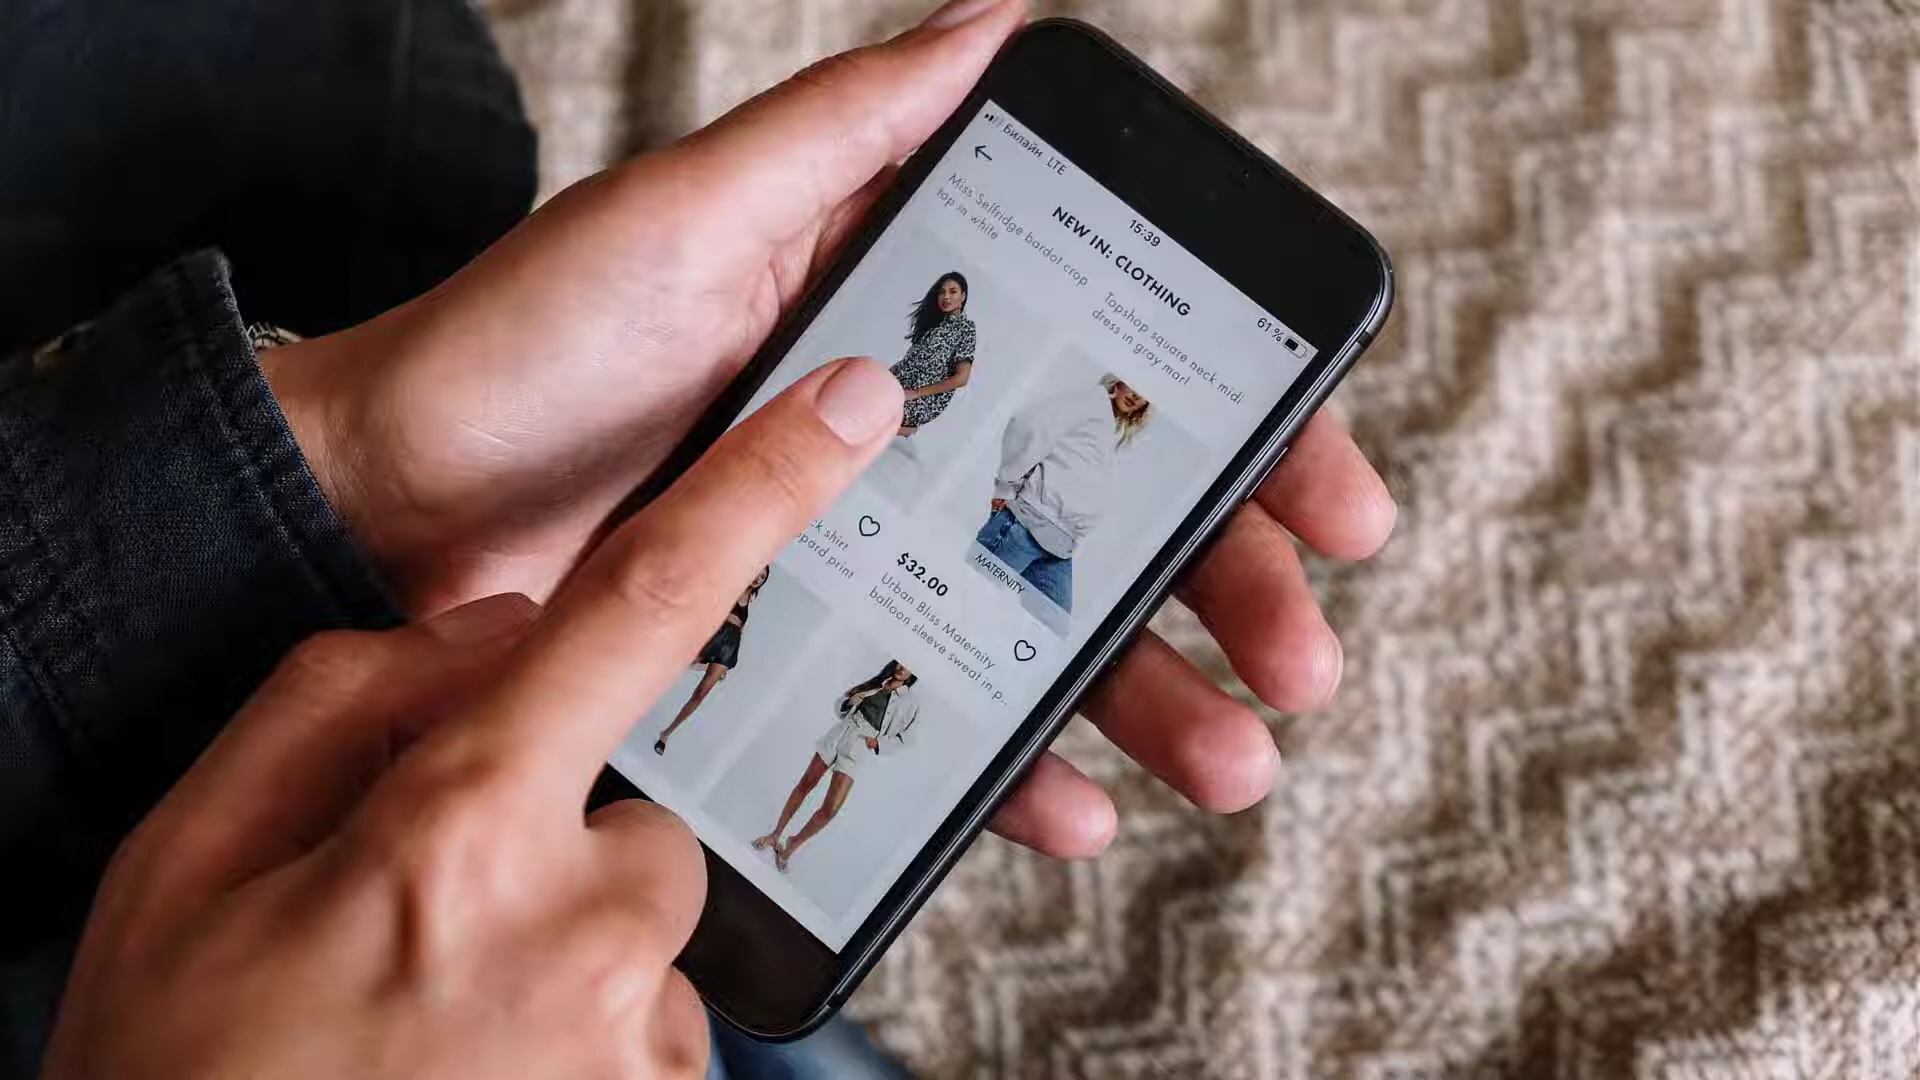 Билайн LTE
15:39
61 %
NEW IN: CLOTHING
Miss Selfridge bardot crop
top in white
Topshop square neck midi
dress in gray marl
MATERNITY
ck shirt
pard print
$32.00
Urban Bliss Maternity
balloon sleeve sweat in p...